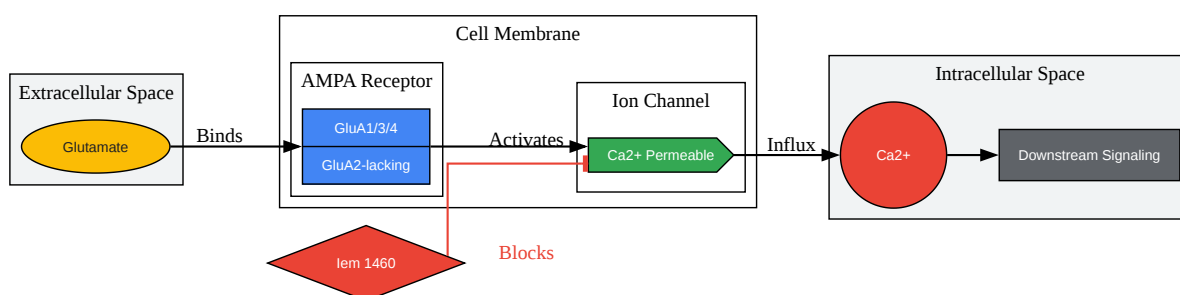 Cell Membrane
Extracellular Space
Glutamate
Binds
AMPA Receptor
GluA1/3/4
GluA2-lacking
Activates
Ion Channel
Ca2+ Permeable
Influx
Intracellular Space
Ca2+
Downstream Signaling
Iem 1460
Blocks